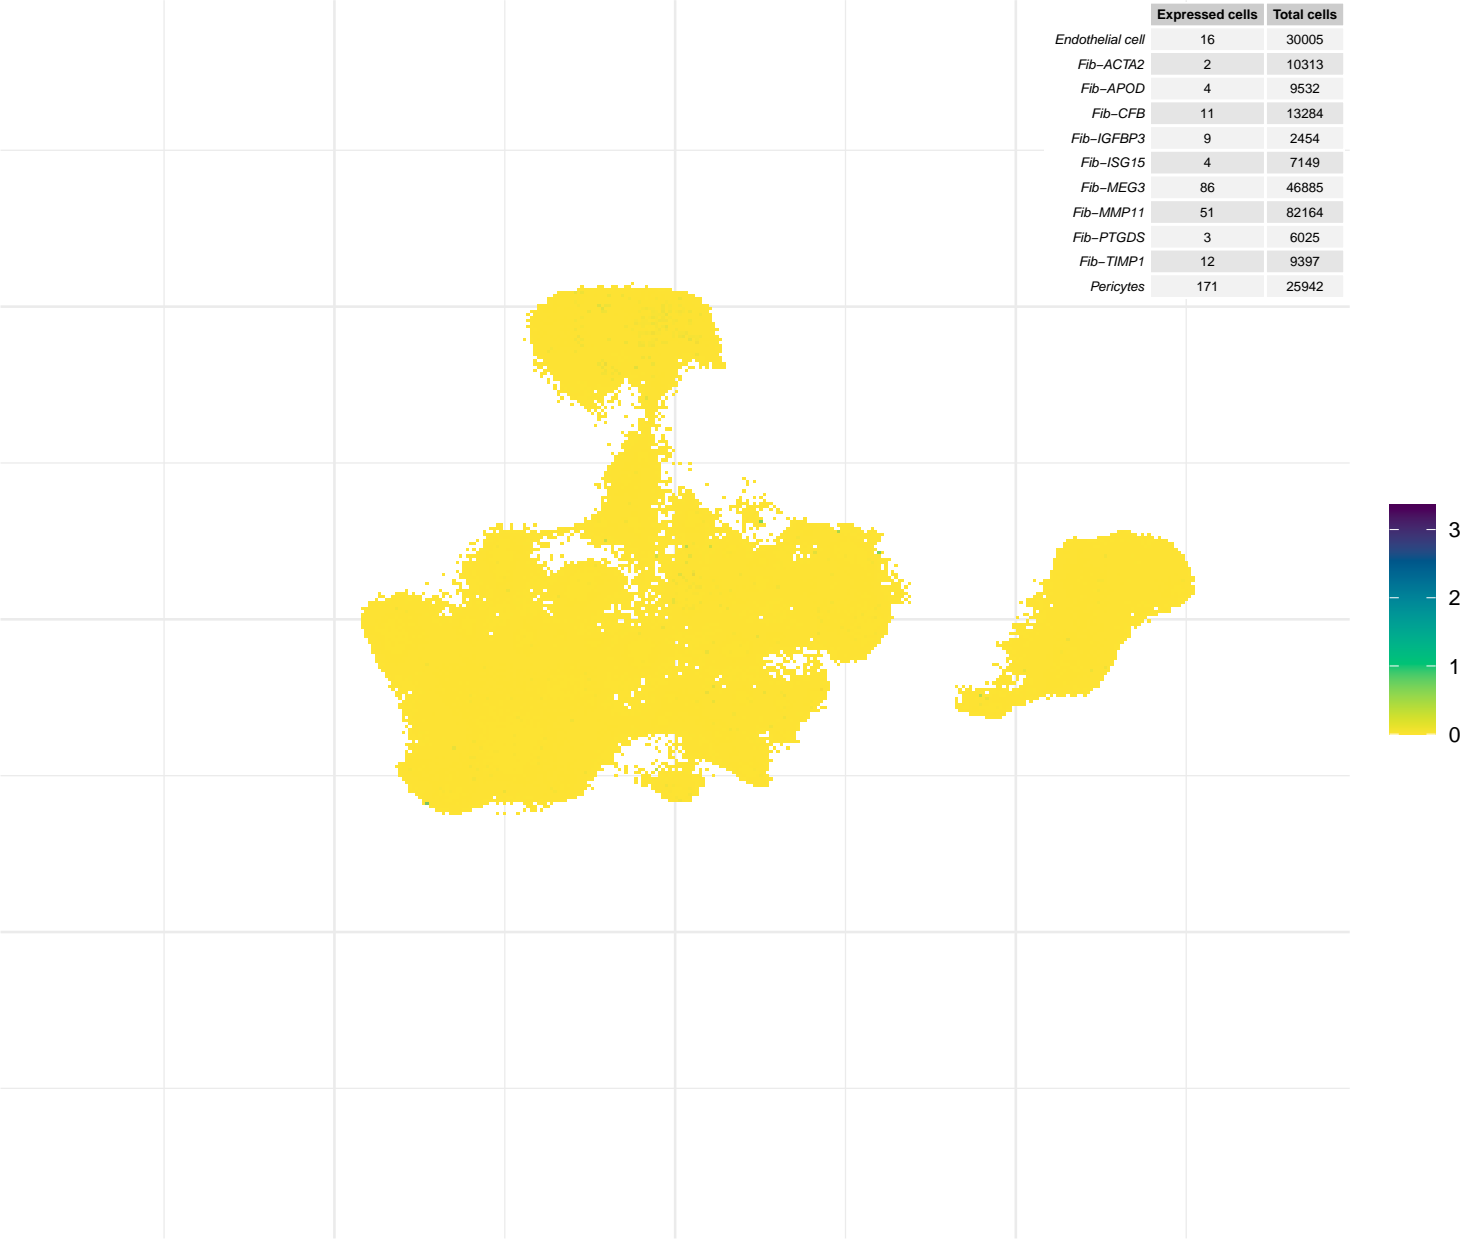 Expressed cells Total cells
Endothelial cell 16 30005
Fib−ACTA2 2 10313
Fib−APOD 4 9532
Fib−CFB 11 13284
Fib−IGFBP3 9 2454
Fib−ISG15 4 7149
Fib−MEG3 86 46885
Fib−MMP11 51 82164
Fib−PTGDS 3 6025
Fib−TIMP1 12 9397
Pericytes 171 25942
3
2
1
0